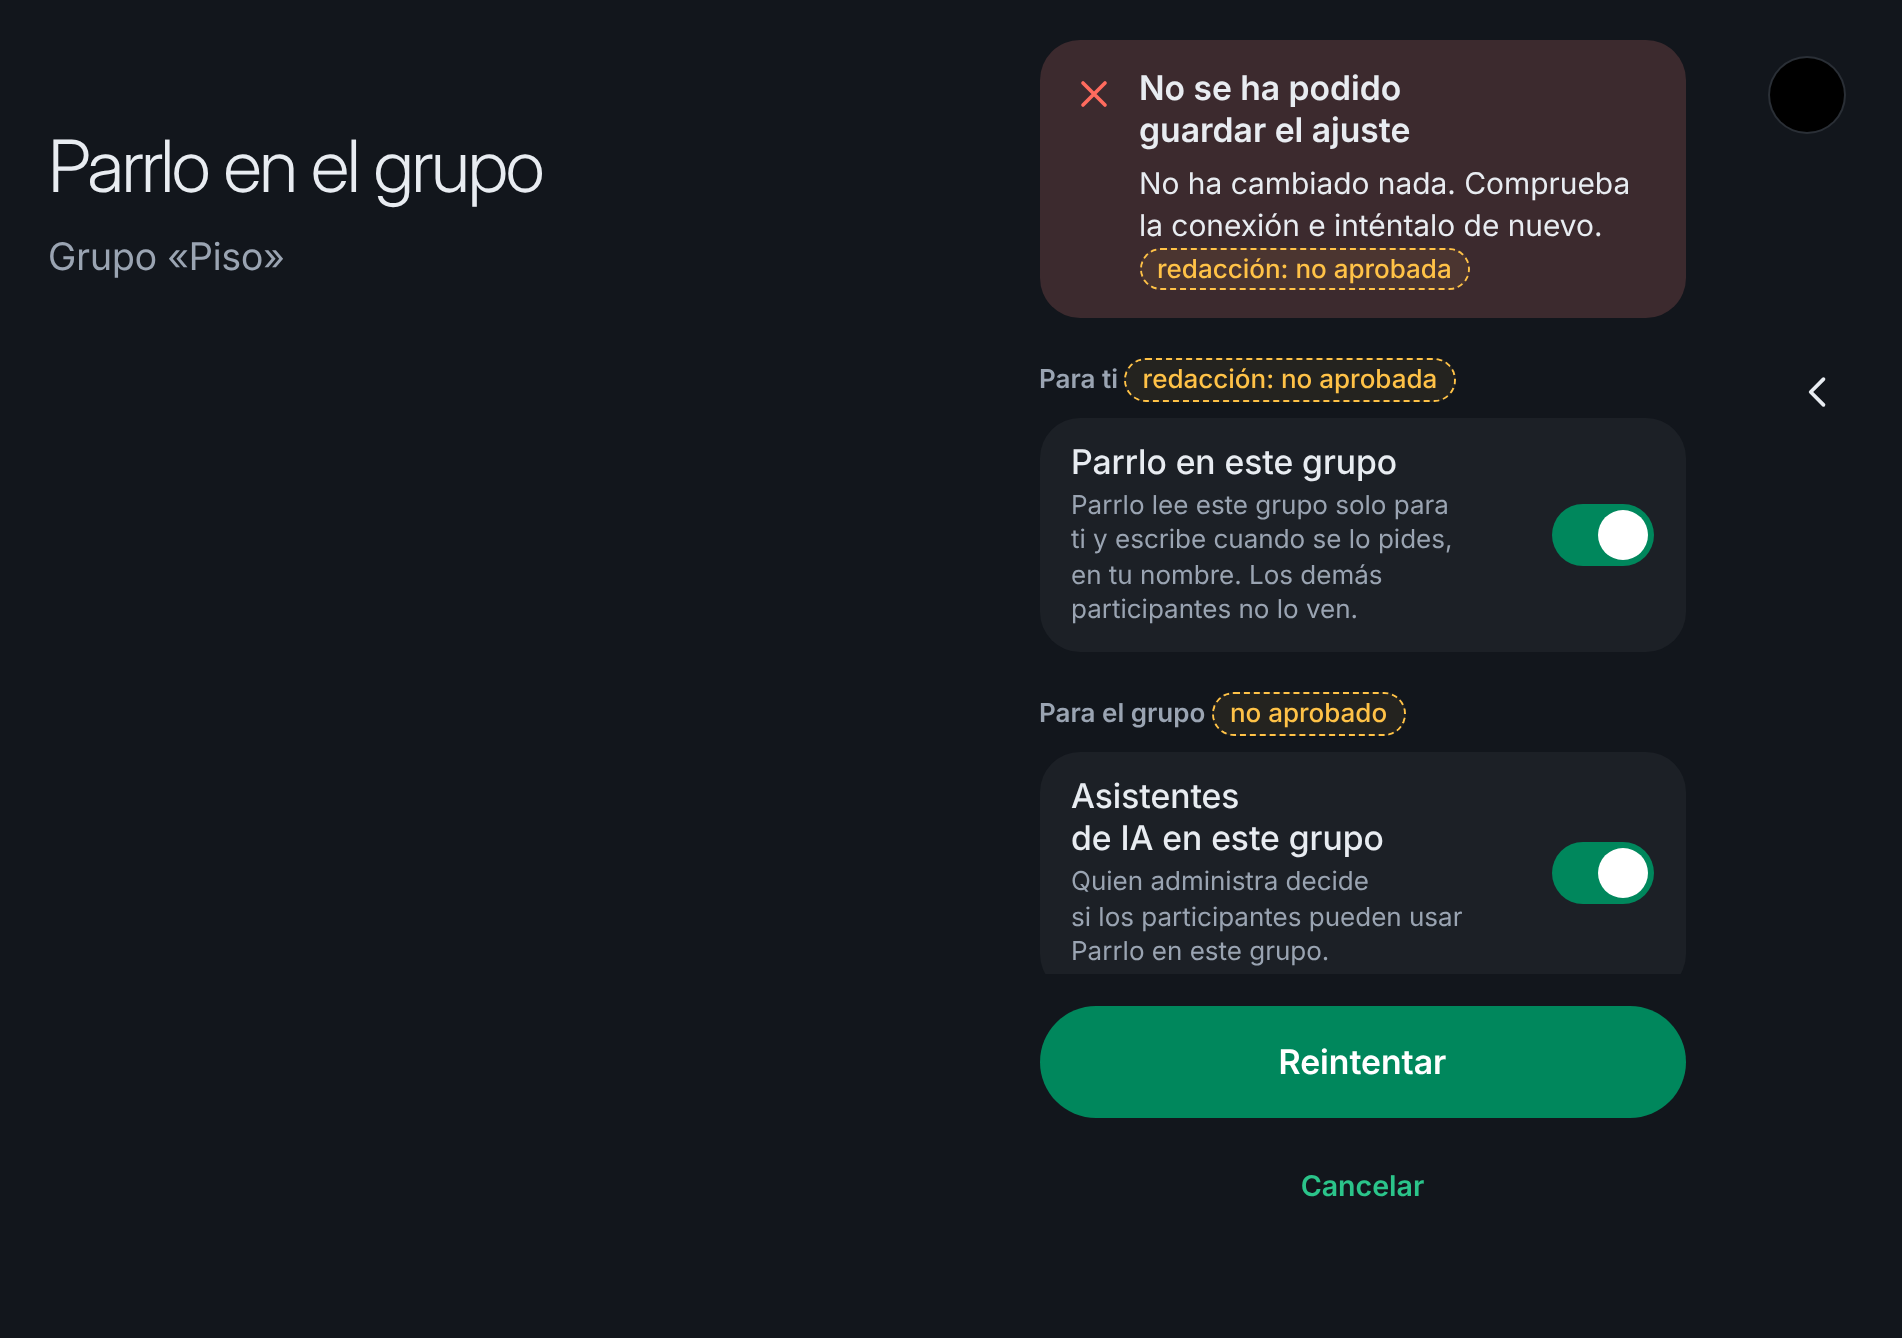 Parrlo en el grupo
Grupo «Piso»
No se ha podido
guardar el ajuste
No ha cambiado nada. Comprueba
la conexión e inténtalo de nuevo.
redacción: no aprobada
Para ti redacción: no aprobada
Parrlo en este grupo
Parrlo lee este grupo solo para
ti y escribe cuando se lo pides,
en tu nombre. Los demás
participantes no lo ven.
Para el grupo no aprobado
Asistentes
de IA en este grupo
Quien administra decide
si los participantes pueden usar
Parrlo en este grupo.
Reintentar
Cancelar